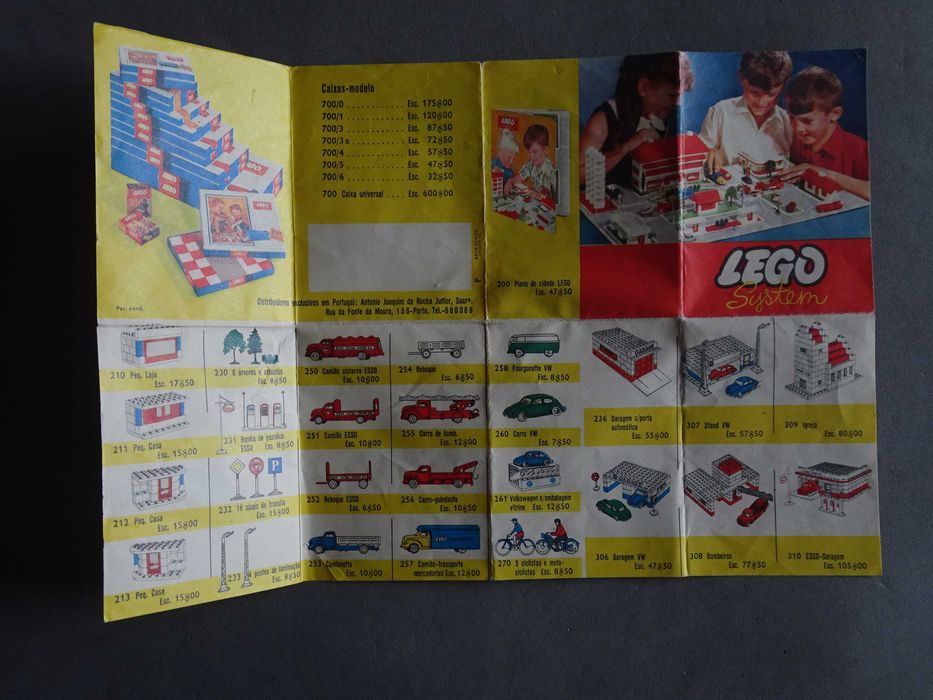 Pat. pend.
Caixas-modelo
700/0 ............ Esc. 175$00
700/1 ............ Esc. 120$00
700/3 ............ Esc. 87$50
700/3a ........... Esc. 72$50
700/4 ............ Esc. 57$50
700/5 ............ Esc. 47$50
700/6 ............ Esc. 32$50
700 Caixa universal .... Esc. 600$00
P
Distribuidores exclusivos em Portugal: Antonio Joaquim da Rocha Junior, Sucrs.
Rua da Fonte da Moura, 156-Porto, Tel.-680388
LEGO
200 Plano de cidade LEGO
Esc. 47$50
LEGO
System
210 Peq. Loja
Esc. 17$50
230 8 árvores e arbustos
Esc. 8$50
211 Peq. Casa
Esc. 15$00
231 Bomba de gazolina
ESSO Esc. 8$50
212 Peq. Casa
Esc. 15$00
P
232 16 sinais de transito
Esc. 15$00
213 Peq. Casa
Esc. 15$00
233 postes de iluminação
Esc. 8$50
250 Camião cisterna ESSO
Esc. 10$00
254 Reboque
Esc. 6$50
251 Camião ESSO
Esc. 10$00
255 Carro de bomb.
Esc. 12$00
252 Reboque ESSO
Esc. 6$50
256 Carro-guindaste
Esc. 10$50
253 Camionette
Esc. 10$00
LEGO
257 Camião-transporte
mercadorias Esc. 12$00
258 Fourgonette VW
Esc. 8$50
GARAGE
236 Garagem c/porta
automática
Esc. 55$00
260 Carro VW
Esc. 7$50
261 Volkswagen c/ embalagem
vitrine Esc. 12$50
270 5 ciclistas e moto-
ciclistas Esc. 8$50
306 Garagem VW
Esc. 47$50
307 Stand VW
Esc. 57$50
309 Igreja
Esc. 80$00
308 Bombeiros
Esc. 77$50
310 ESSO-Garagem
Esc. 105$00